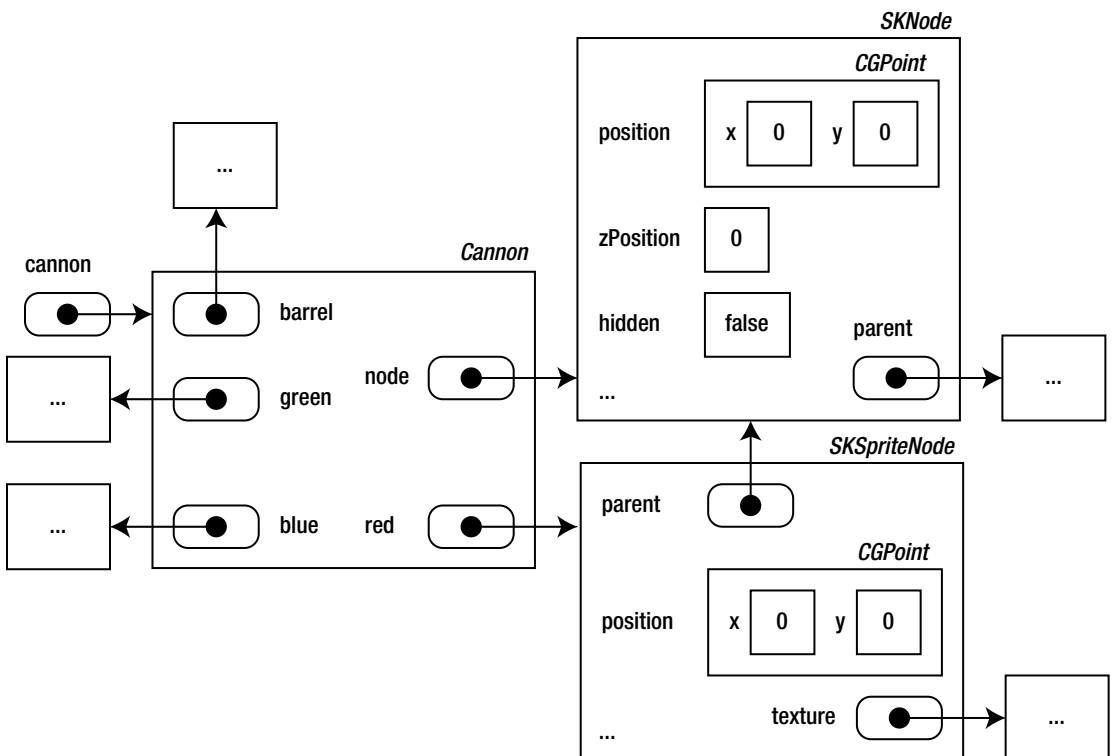 SKNode
CGPoint
position x 0 y 0
...
zPosition 0
Cannon
cannon
barrel
hidden false
parent
node
...
green
...
...
...
SKSpriteNode
parent
...
blue
red
CGPoint
position x 0 y 0
texture
...
...